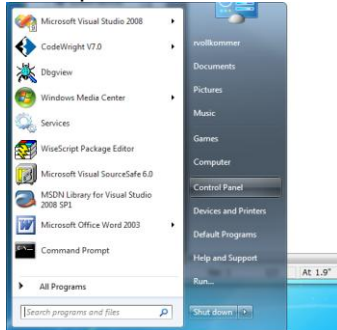 Microsoft Visual Studio 2008
CodeWright V7.0
Dbgview
Windows Media Center
Services
WiseScript Package Editor
Microsoft Visual SourceSafe 6.0
MSDN Library for Visual Studio
2008 SP1
Microsoft Office Word 2003
Command Prompt
All Programs
Search programs and files
rvollkommer
Documents
Pictures
Music
Games
Computer
Control Panel
Devices and Printers
Default Programs
Help and Support
Run...
Shut down
At 1.9"